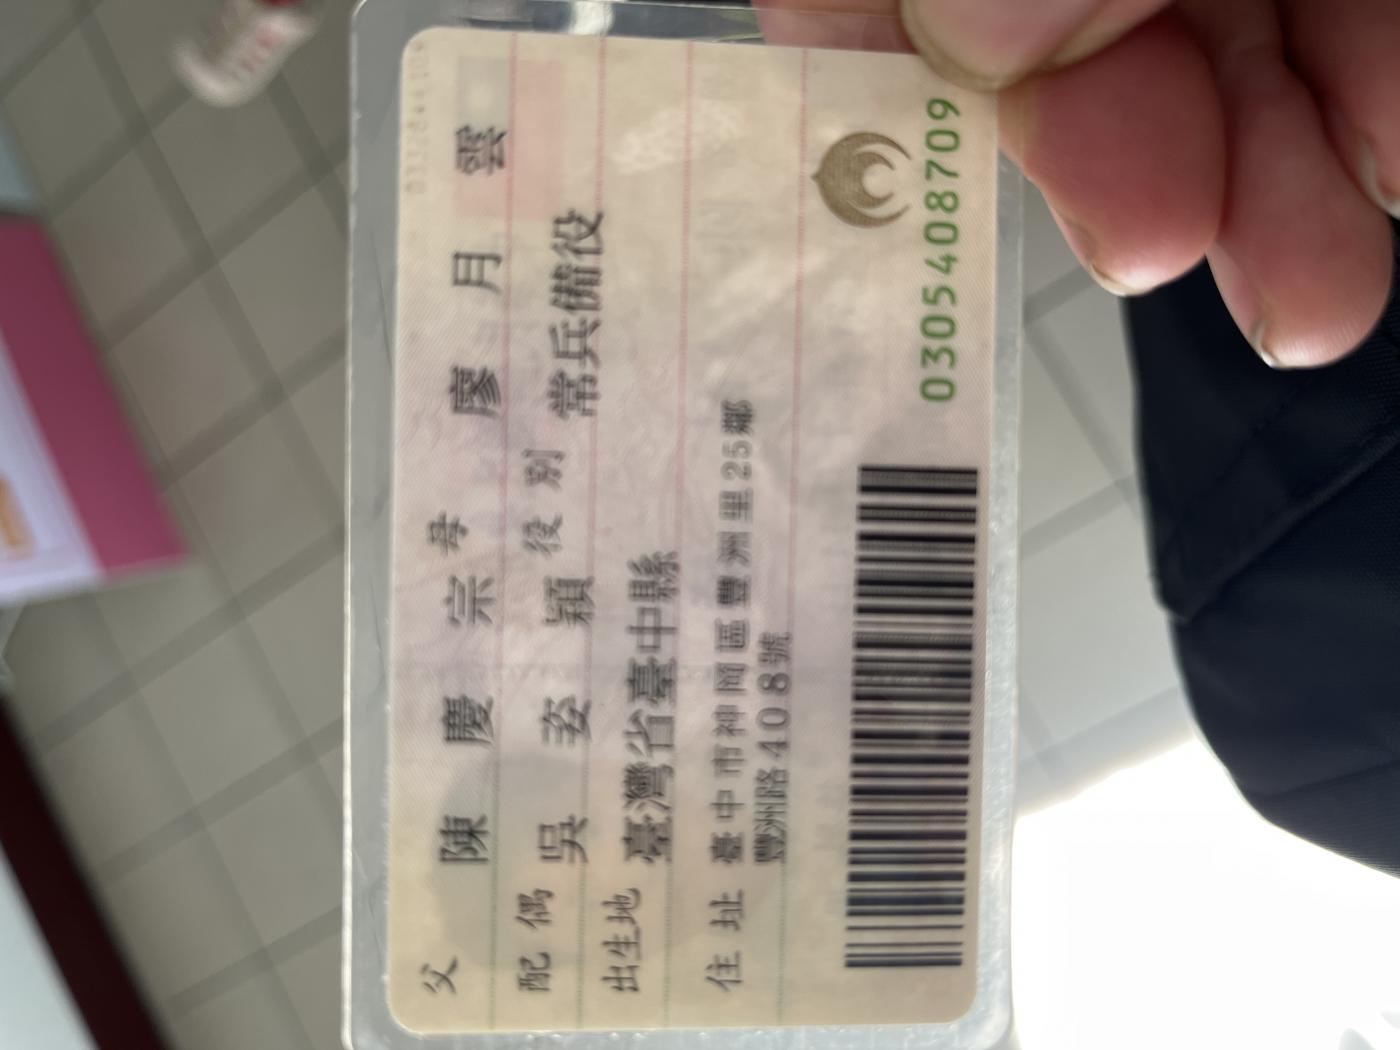 父 陳慶宗 母 廖月雲
配偶 吳姿穎 役別 常兵備役
出生地 臺灣省臺中縣
住址 臺中市神岡區豐洲里25鄰
豐洲路408號
0305408709